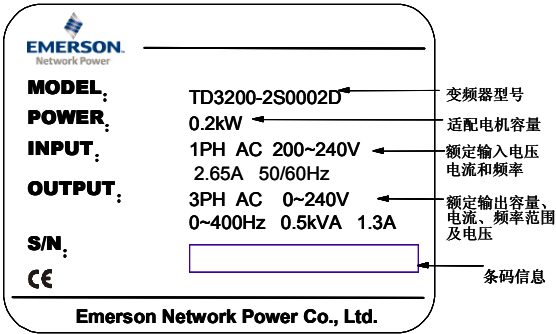 EMERSON.
Network Power
MODEL: TD3200-2S0002D 变频器型号
POWER: 0.2kW 适配电机容量
INPUT: 1PH AC 200~240V 额定输入电压
2.65A 50/60Hz 电流和频率
OUTPUT: 3PH AC 0~240V 额定输出容量、
0~400Hz 0.5kVA 1.3A 电流、频率范围
及电压
S/N:
条码信息
CE
Emerson Network Power Co., Ltd.